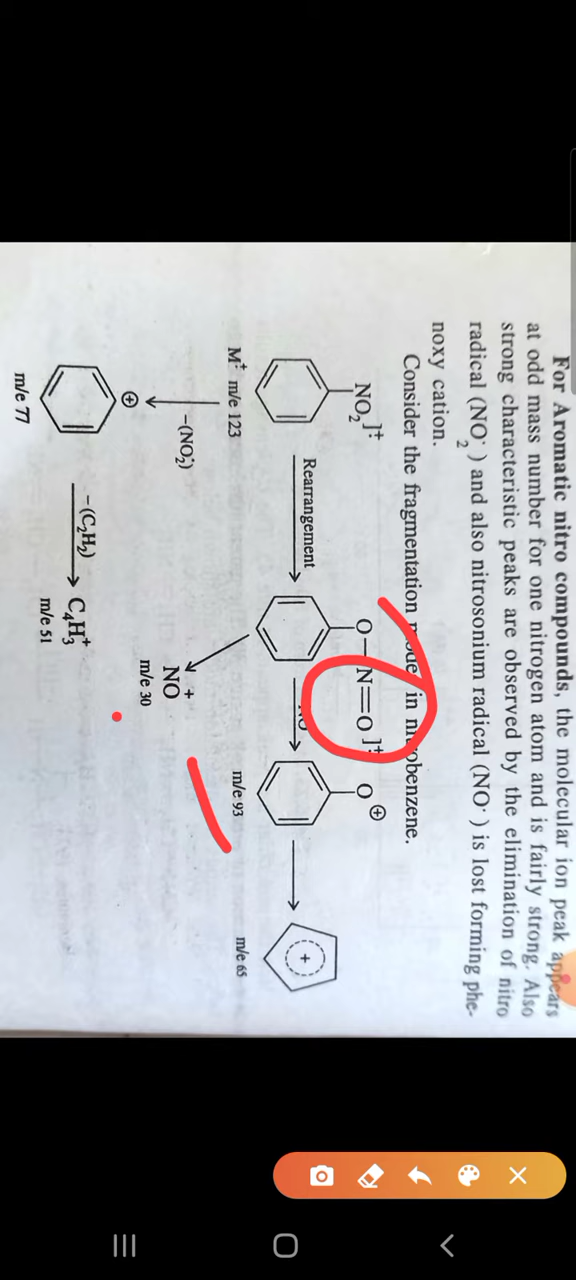 For Aromatic nitro compounds, the molecular ion peak appears
at odd mass number for one nitrogen atom and is fairly strong. Also
strong characteristic peaks are observed by the elimination of nitro
radical (NO₂˙) and also nitrosonium radical (NO˙) is lost forming phe-
noxy cation.
Consider the fragmentation in nitrobenzene.
NO₂]⁺˙
O—N=O]⁺˙
O⊕
Rearrangement
M⁺˙ m/e 123
m/e 93
m/e 65
+
–(NO₂˙)
NO⁺
m/e 30
⊕
–(C₂H₂)
C₄H₃⁺
m/e 77
m/e 51